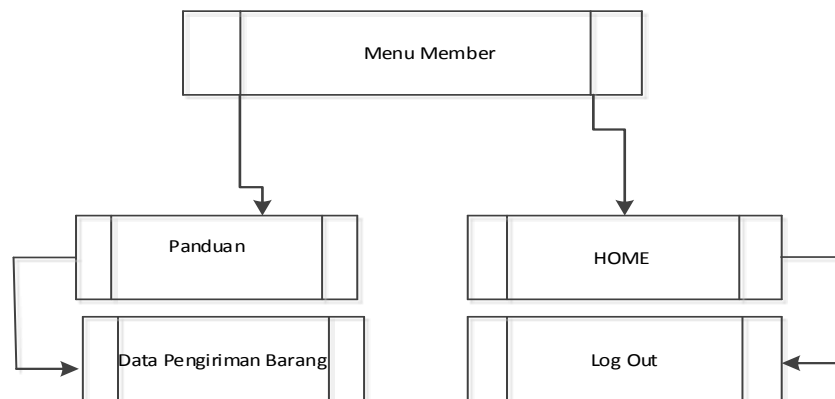 Menu Member
Panduan
HOME
Data Pengiriman Barang
Log Out